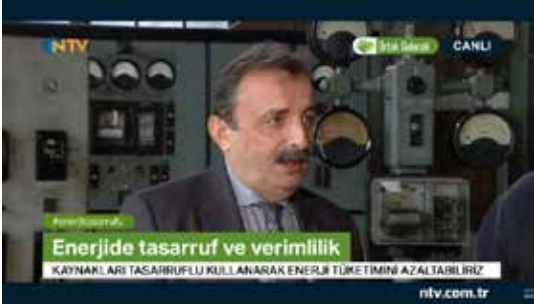 NTV
Ortak Gelecek
CANLI
#enerjitasarrufu
Enerjide tasarruf ve verimlilik
KAYNAKLARI TASARRUFLU KULLANARAK ENERJİ TÜKETİMİNİ AZALTABİLİRİZ
ntv.com.tr